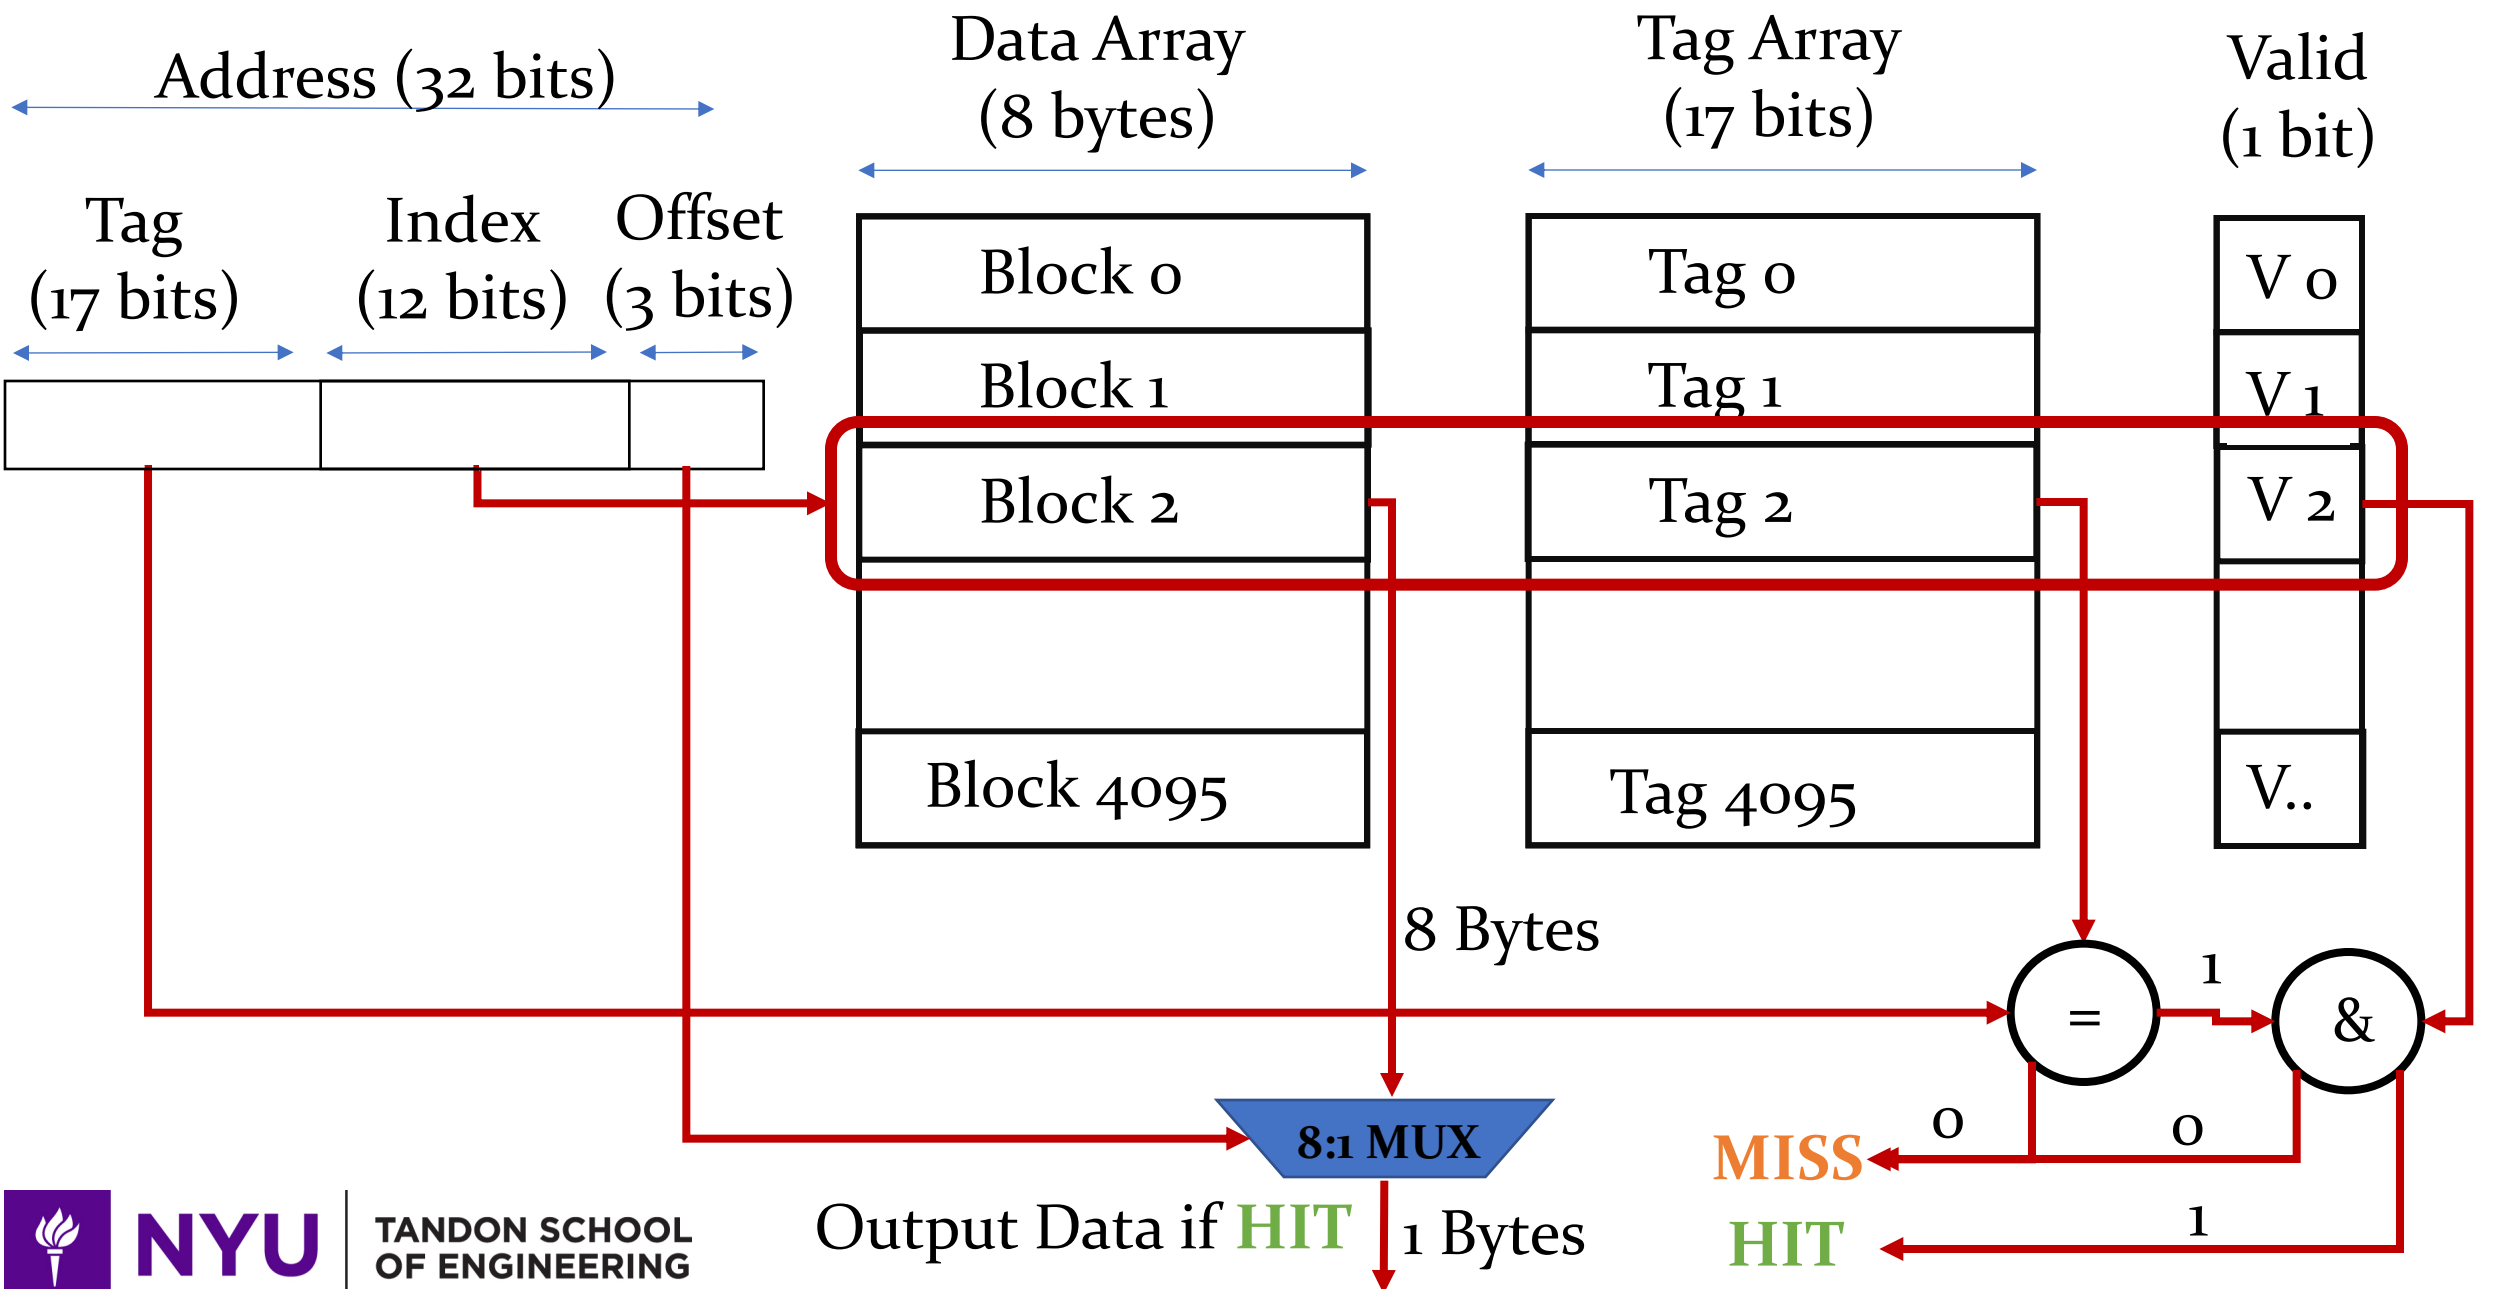 Address (32 bits)
Data Array
(8 bytes)
Tag Array
(17 bits)
Valid
(1 bit)
Tag
(17 bits)
Index
(12 bits)
Offset
(3 bits)
Block 0
Tag 0
V 0
Block 1
Tag 1
V 1
Block 2
Tag 2
V 2
Block 4095
Tag 4095
V..
8 Bytes
=
1
&
8:1 MUX
0
0
MISS
Output Data if HIT
1 Bytes
1
HIT
NYU
TANDON SCHOOL
OF ENGINEERING